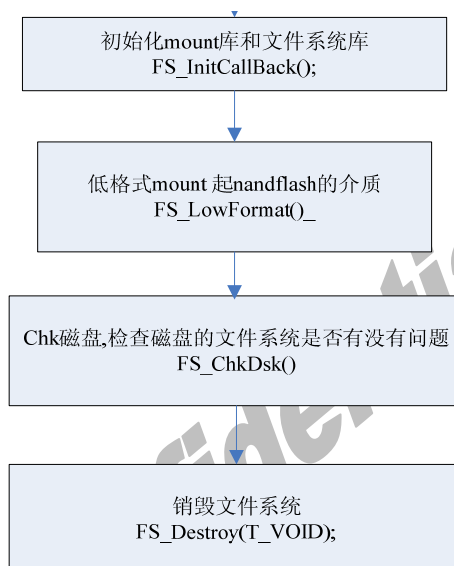 初始化mount库和文件系统库
FS_InitCallBack();
低格式mount 起nandflash的介质
FS_LowFormat()_
Chk磁盘,检查磁盘的文件系统是否有没有问题
FS_ChkDsk()
销毁文件系统
FS_Destroy(T_VOID);